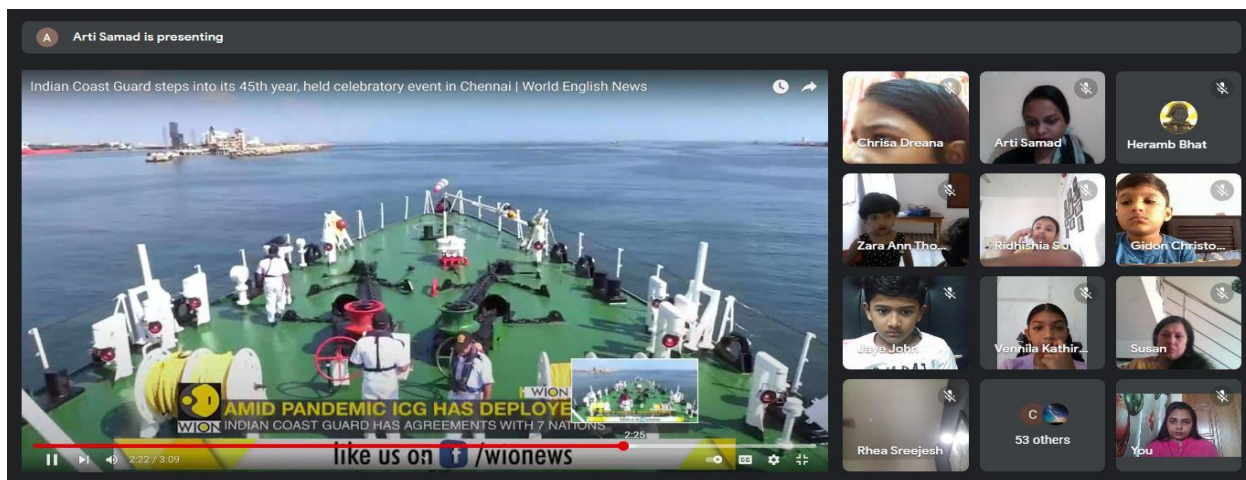 A Arti Samad is presenting
Indian Coast Guard steps into its 45th year, held celebratory event in Chennai | World English News
WION
AMID PANDEMIC ICG HAS DEPLOYE
WION INDIAN COAST GUARD HAS AGREEMENTS WITH 7 NATIONS
2:25
2:22 / 3:09
like us on f /wionews
CC
Chrisa Dreana
Arti Samad
Heramb Bhat
Zara Ann Tho...
Ridhishia S
Gidon Christo...
Jaye John
Vennila Kathir...
Susan
Rhea Sreejesh
C
53 others
You